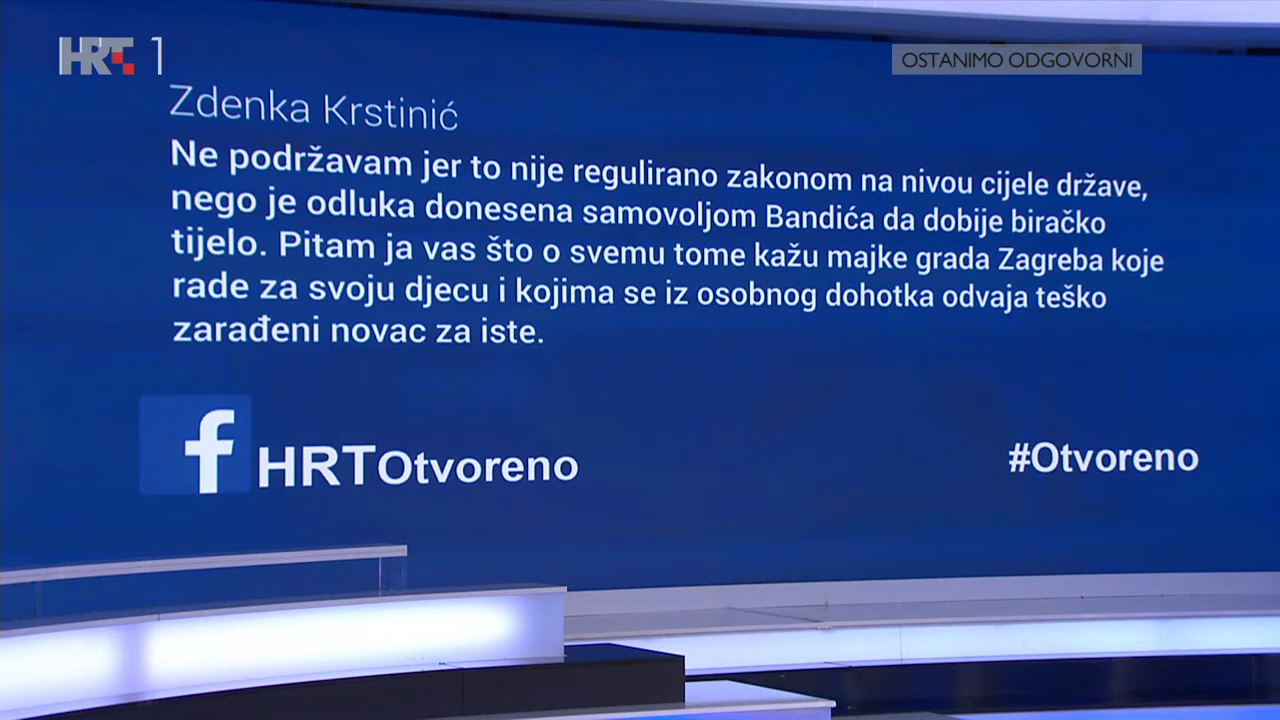 HRT 1
OSTANIMO ODGOVORNI
Zdenka Krstinić
Ne podržavam jer to nije regulirano zakonom na nivou cijele države,
nego je odluka donesena samovoljom Bandića da dobije biračko
tijelo. Pitam ja vas što o svemu tome kažu majke grada Zagreba koje
rade za svoju djecu i kojima se iz osobnog dohotka odvaja teško
zarađeni novac za iste.
f HRTOtvoreno
#Otvoreno